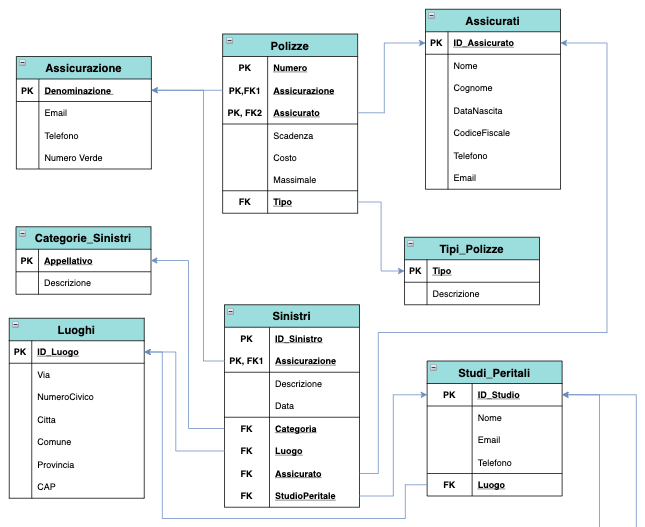 Assicurazione
PK Denominazione
Email
Telefono
Numero Verde
Polizze
PK Numero
PK,FK1 Assicurazione
PK, FK2 Assicurato
Scadenza
Costo
Massimale
FK Tipo
Assicurati
PK ID_Assicurato
Nome
Cognome
DataNascita
CodiceFiscale
Telefono
Email
Categorie_Sinistri
PK Appellativo
Descrizione
Tipi_Polizze
PK Tipo
Descrizione
Luoghi
PK ID_Luogo
Via
NumeroCivico
Citta
Comune
Provincia
CAP
Sinistri
PK ID_Sinistro
PK, FK1 Assicurazione
Descrizione
Data
FK Categoria
FK Luogo
FK Assicurato
FK StudioPeritale
Studi_Peritali
PK ID_Studio
Nome
Email
Telefono
FK Luogo